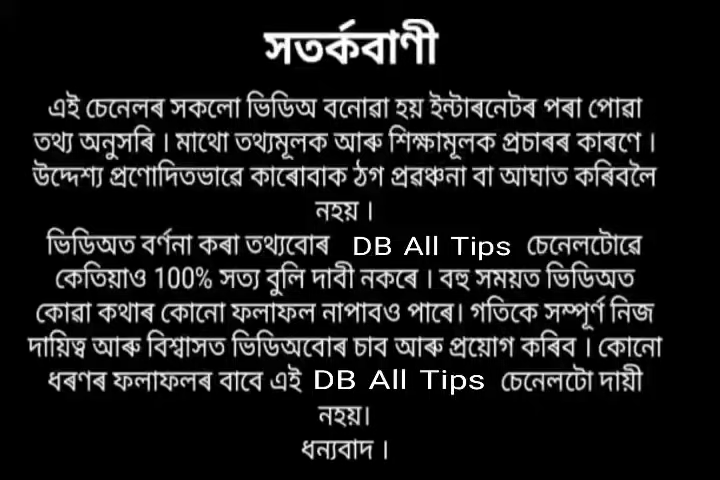 সতৰ্কবাণী
এই চেনেলৰ সকলো ভিডিঅ বনোৱা হয় ইন্টাৰনেটৰ পৰা পোৱা
তথ্য অনুসৰি । মাথো তথ্যমূলক আৰু শিক্ষামূলক প্ৰচাৰৰ কাৰণে ।
উদ্দেশ্য প্ৰণোদিতভাৱে কাৰোবাক ঠগ প্ৰৱঞ্চনা বা আঘাত কৰিবলৈ
নহয় ।
ভিডিঅত বৰ্ণনা কৰা তথ্যবোৰ DB All Tips চেনেলটোৱে
কেতিয়াও 100% সত্য বুলি দাবী নকৰে । বহু সময়ত ভিডিঅত
কোৱা কথাৰ কোনো ফলাফল নাপাবও পাৰে। গতিকে সম্পূৰ্ণ নিজ
দায়িত্ব আৰু বিশ্বাসত ভিডিঅবোৰ চাব আৰু প্ৰয়োগ কৰিব । কোনো
ধৰণৰ ফলাফলৰ বাবে এই DB All Tips চেনেলটো দায়ী
নহয়।
ধন্যবাদ ।